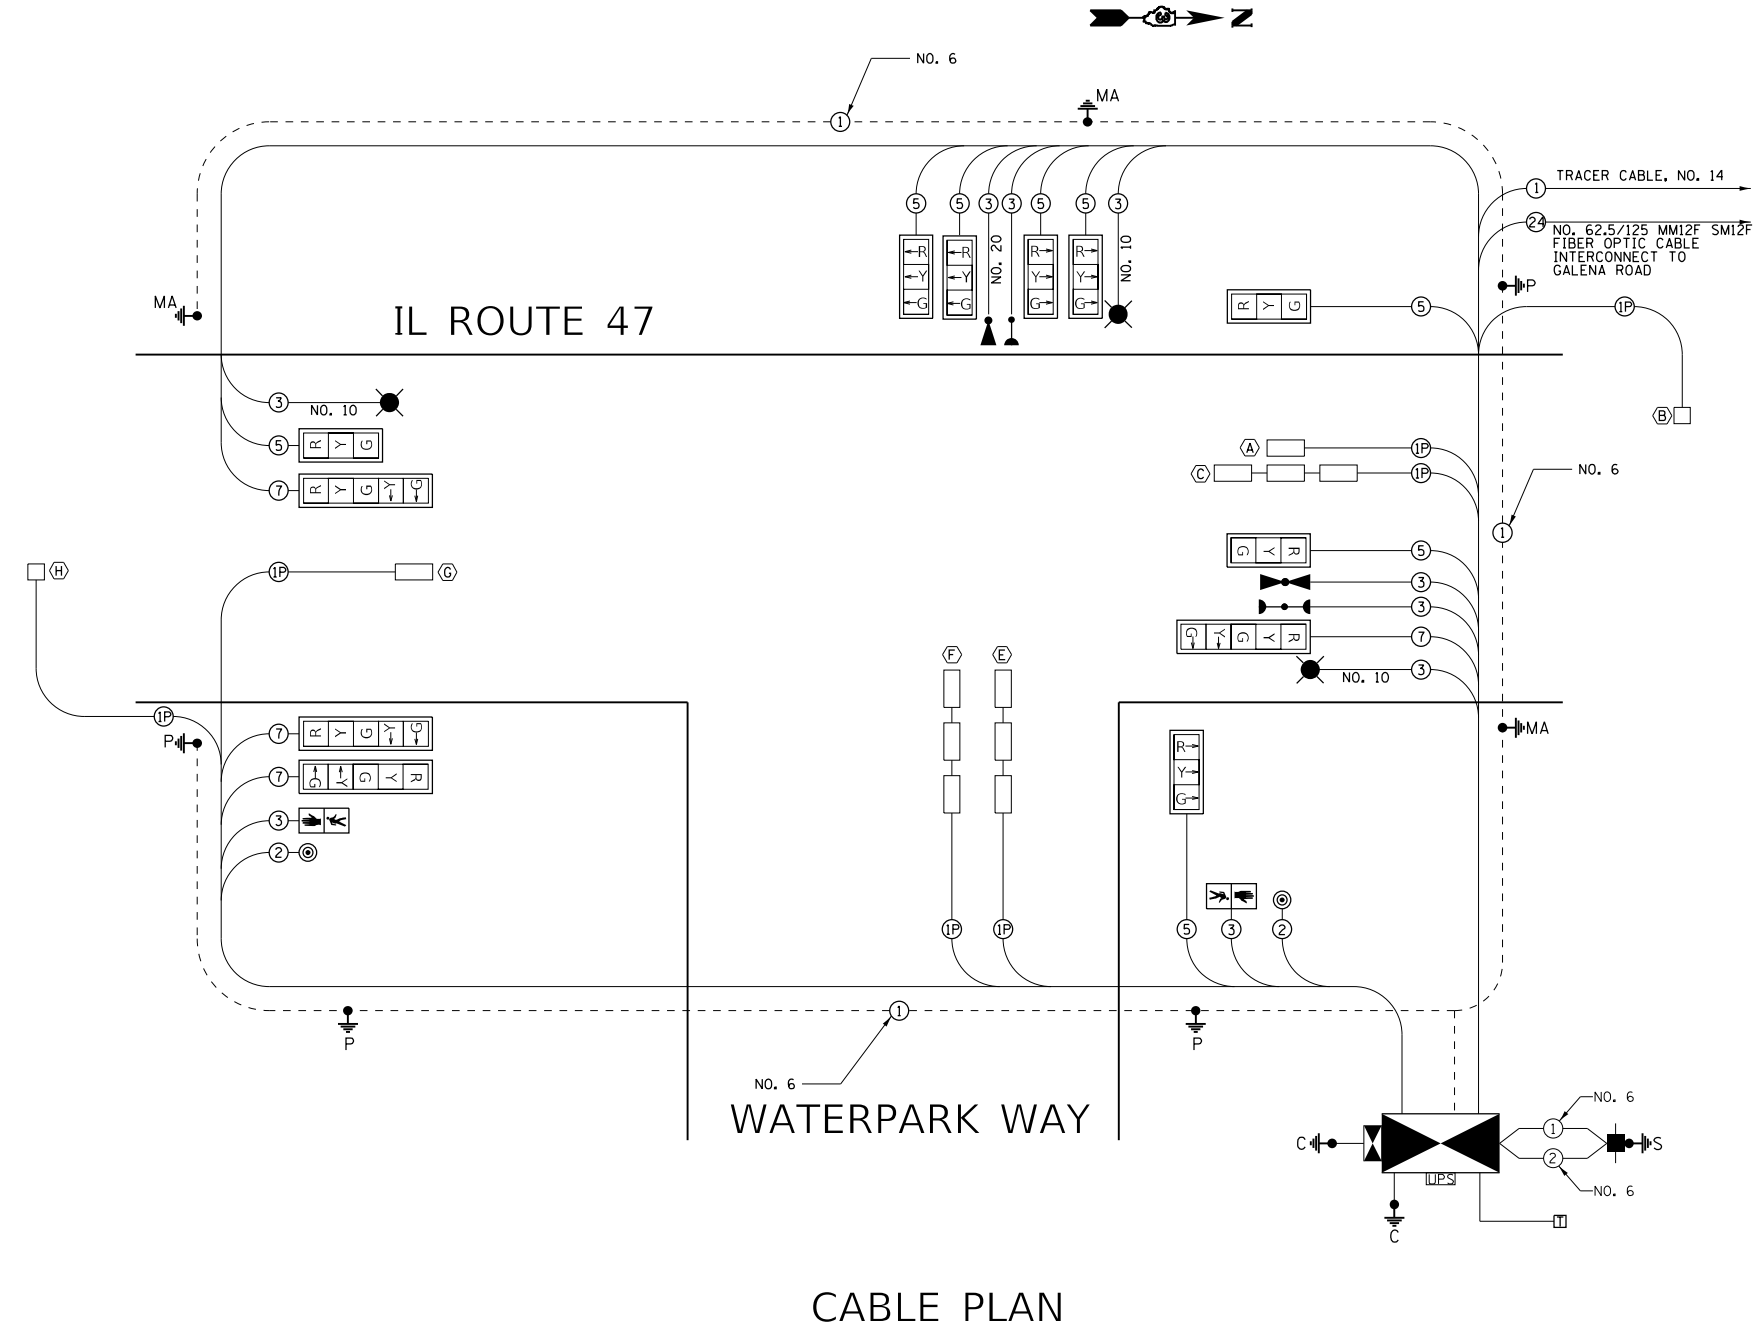 3 N
NO. 6
MA
1
TRACER CABLE, NO. 14
1
24
NO. 62.5/125 MM12F SM12F
FIBER OPTIC CABLE
INTERCONNECT TO
GALENA ROAD
5 5 3 3 5 5 3
R R NO. 20 R R NO. 10
Y Y Y Y
G G G G
P
MA
IL ROUTE 47
R Y G 5
1P
B
3 NO. 10
5 R Y G
7 R Y G Y G
A 1P
C 1P
NO. 6
1
G Y R 5
3
3
G Y G Y R 7
NO. 10 3
H
1P G
F E
1P
P
MA
7 R Y G Y G
7 G Y G Y R
3
2
R
Y
G
1P 1P
5 3 2
1
P P
NO. 6
WATERPARK WAY
NO. 6
1
C
S
2
UPS
NO. 6
T
C
CABLE PLAN